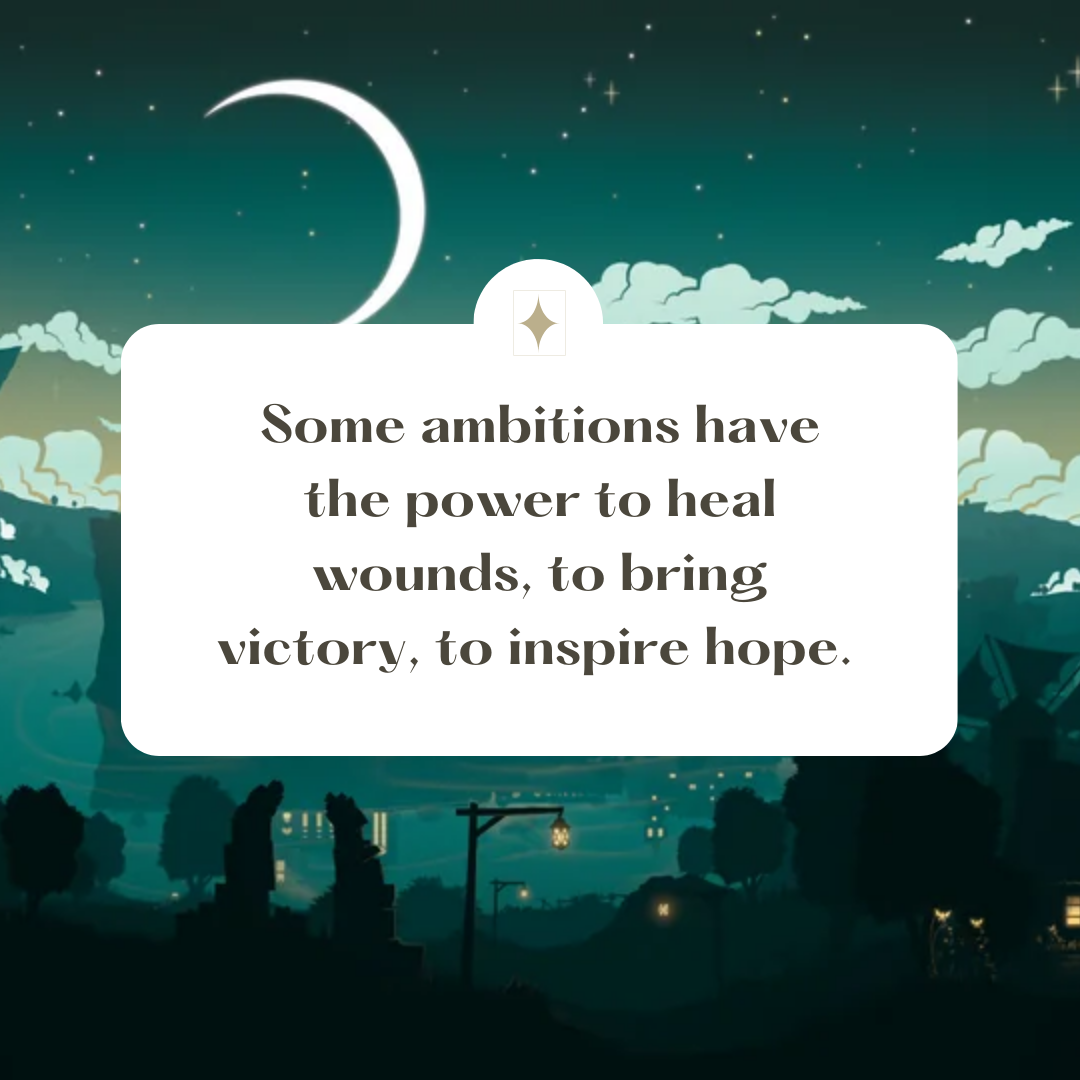 Some ambitions have
the power to heal
wounds, to bring
victory, to inspire hope.